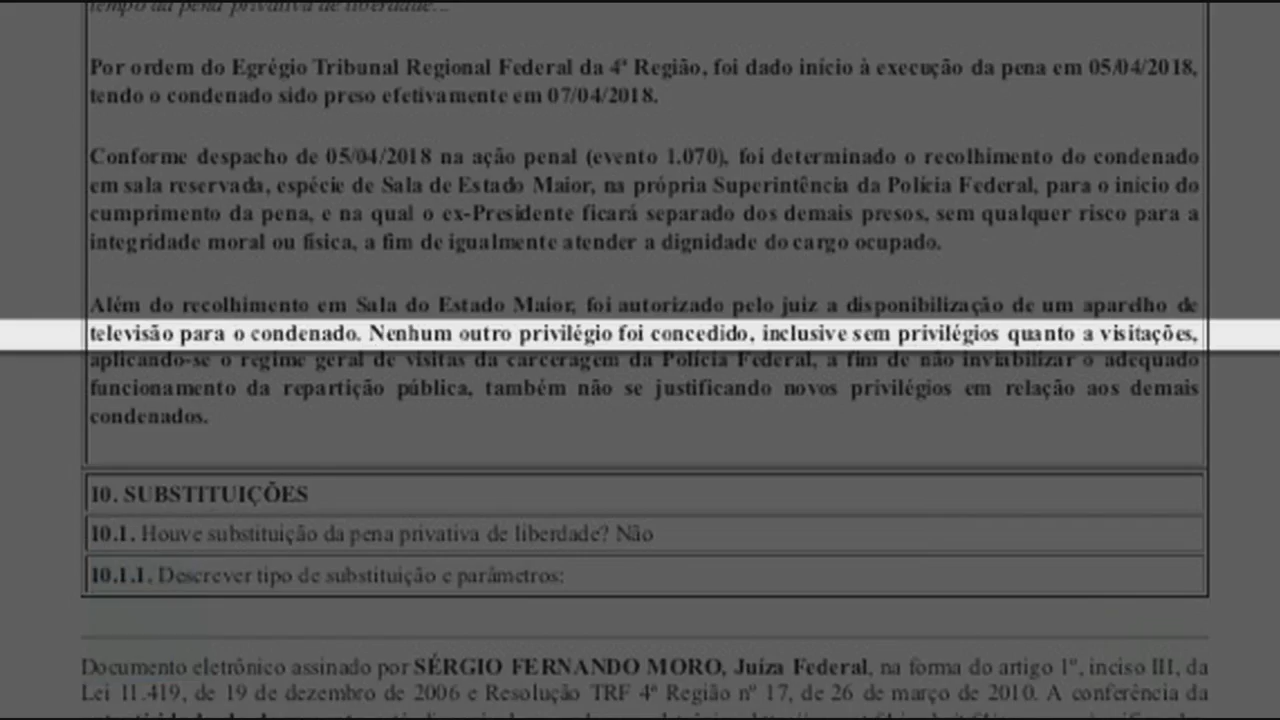 tempo da pena privativa de liberdade...
Por ordem do Egrégio Tribunal Regional Federal da 4ª Região, foi dado início à execução da pena em 05/04/2018,
tendo o condenado sido preso efetivamente em 07/04/2018.
Conforme despacho de 05/04/2018 na ação penal (evento 1.070), foi determinado o recolhimento do condenado
em sala reservada, espécie de Sala de Estado Maior, na própria Superintência da Polícia Federal, para o início do
cumprimento da pena, e na qual o ex-Presidente ficará separado dos demais presos, sem qualquer risco para a
integridade moral ou física, a fim de igualmente atender a dignidade do cargo ocupado.
Além do recolhimento em Sala do Estado Maior, foi autorizado pelo juiz a disponibilização de um aparelho de
televisão para o condenado. Nenhum outro privilégio foi concedido, inclusive sem privilégios quanto a visitações,
aplicando-se o regime geral de visitas da carceragem da Polícia Federal, a fim de não inviabilizar o adequado
funcionamento da repartição pública, também não se justificando novos privilégios em relação aos demais
condenados.
10. SUBSTITUIÇÕES
10.1. Houve substituição da pena privativa de liberdade? Não
10.1.1. Descrever tipo de substituição e parâmetros:
Documento eletrônico assinado por SÉRGIO FERNANDO MORO, Juíza Federal, na forma do artigo 1º, inciso III, da
Lei 11.419, de 19 de dezembro de 2006 e Resolução TRF 4ª Região nº 17, de 26 de março de 2010. A conferência da